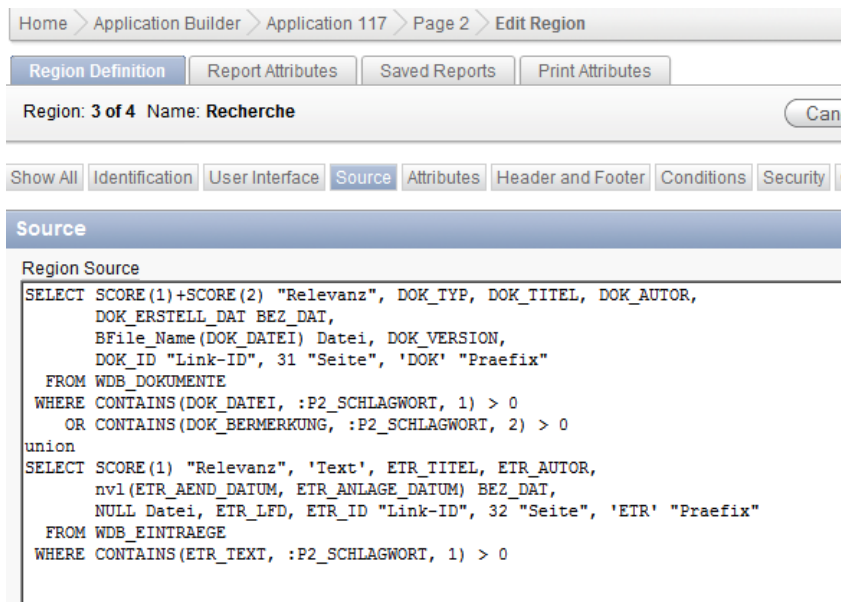 Home Application Builder Application 117 Page 2 Edit Region
Region Definition Report Attributes Saved Reports Print Attributes
Region: 3 of 4 Name: Recherche Can
Show All Identification User Interface Source Attributes Header and Footer Conditions Security
Source
Region Source
SELECT SCORE(1)+SCORE(2) "Relevanz", DOK_TYP, DOK_TITEL, DOK_AUTOR,
DOK_ERSTELL_DAT BEZ_DAT,
BFile_Name(DOK_DATEI) Datei, DOK_VERSION,
DOK_ID "Link-ID", 31 "Seite", 'DOK' "Praefix"
FROM WDB_DOKUMENTE
WHERE CONTAINS(DOK_DATEI, :P2_SCHLAGWORT, 1) > 0
OR CONTAINS(DOK_BERMERKUNG, :P2_SCHLAGWORT, 2) > 0
union
SELECT SCORE(1) "Relevanz", 'Text', ETR_TITEL, ETR_AUTOR,
nvl(ETR_AEND_DATUM, ETR_ANLAGE_DATUM) BEZ_DAT,
NULL Datei, ETR_LFD, ETR_ID "Link-ID", 32 "Seite", 'ETR' "Praefix"
FROM WDB_EINTRAEGE
WHERE CONTAINS(ETR_TEXT, :P2_SCHLAGWORT, 1) > 0